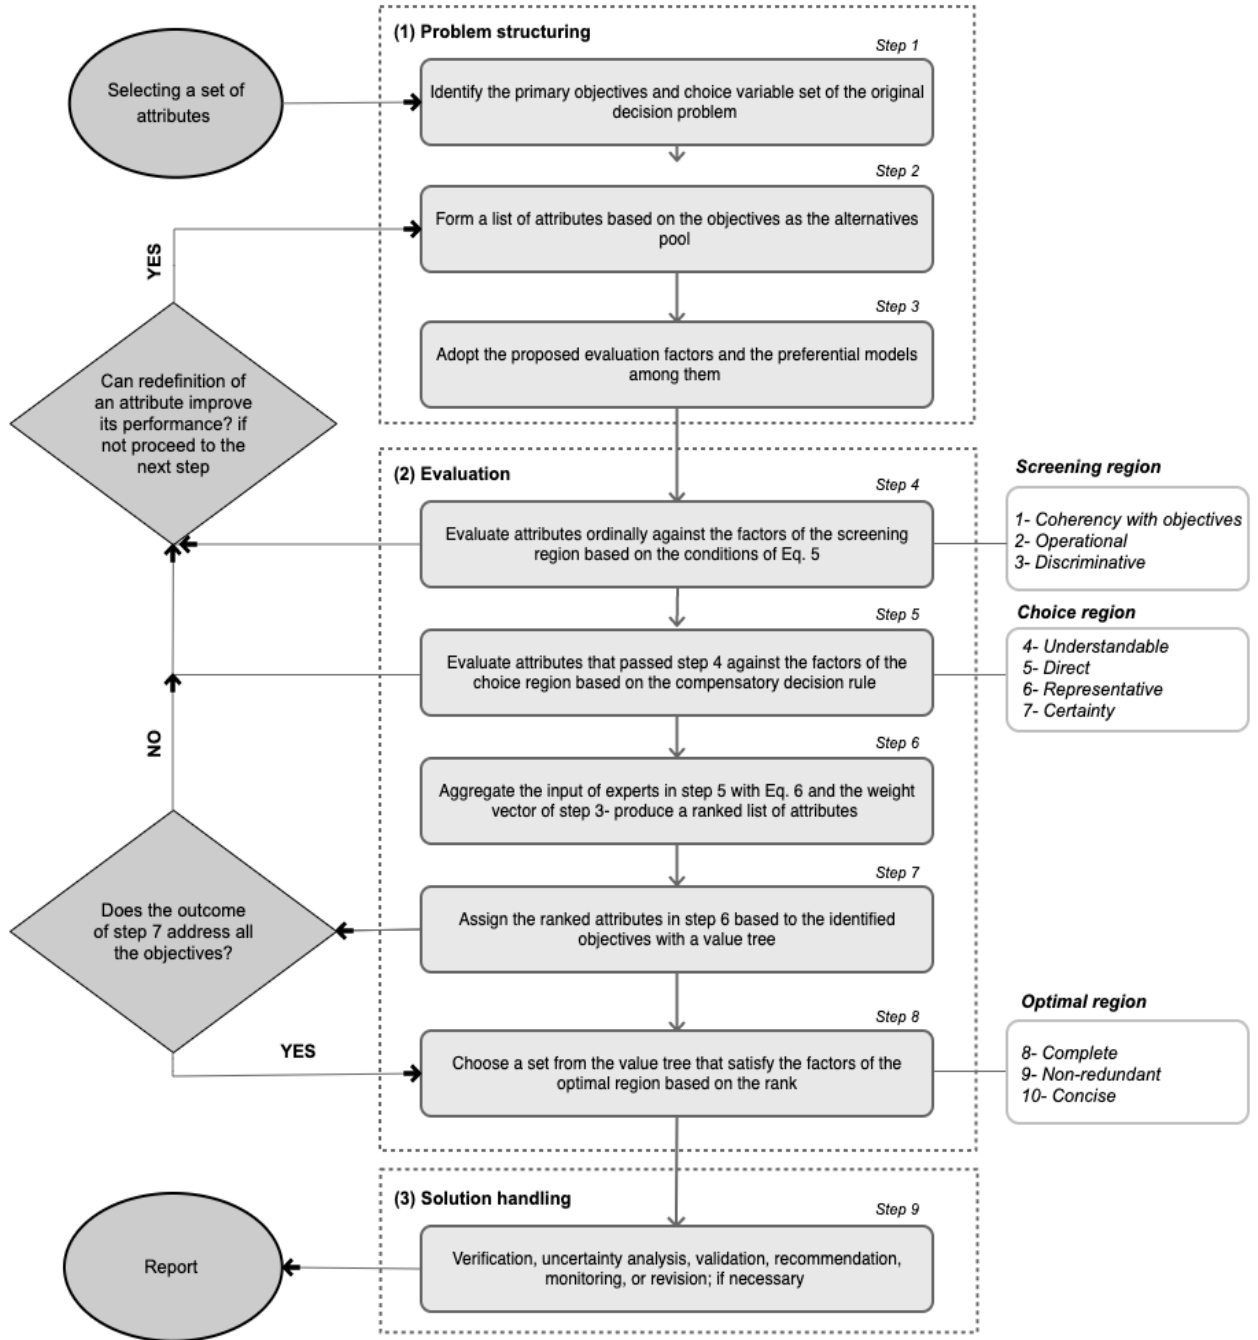 (1) Problem structuring
Step 1
Selecting a set of
attributes
Identify the primary objectives and choice variable set of the original
decision problem
Step 2
Form a list of attributes based on the objectives as the alternatives
pool
YES
Step 3
Adopt the proposed evaluation factors and the preferential models
among them
Can redefinition of
an attribute improve
its performance? if
not proceed to the
next step
(2) Evaluation
Step 4
Evaluate attributes ordinally against the factors of the screening
region based on the conditions of Eq. 5
Screening region
1- Coherency with objectives
2- Operational
3- Discriminative
Step 5
Evaluate attributes that passed step 4 against the factors of the
choice region based on the compensatory decision rule
Choice region
4- Understandable
5- Direct
6- Representative
7- Certainty
NO
Step 6
Aggregate the input of experts in step 5 with Eq. 6 and the weight
vector of step 3- produce a ranked list of attributes
Step 7
Assign the ranked attributes in step 6 based to the identified
objectives with a value tree
Does the outcome
of step 7 address all
the objectives?
YES
Step 8
Choose a set from the value tree that satisfy the factors of the
optimal region based on the rank
Optimal region
8- Complete
9- Non-redundant
10- Concise
(3) Solution handling
Step 9
Verification, uncertainty analysis, validation, recommendation,
monitoring, or revision; if necessary
Report